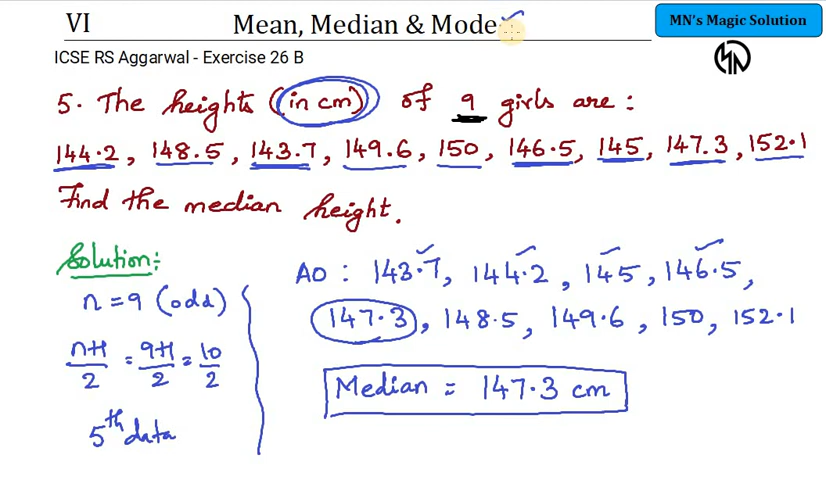 VI
Mean, Median & Mode
MN's Magic Solution
MN
ICSE RS Aggarwal - Exercise 26 B
5. The heights (in cm) of 9 girls are :
144.2, 148.5, 143.7, 149.6, 150, 146.5, 145, 147.3, 152.1
Find the median height.
Solution:-
n = 9 (odd)
n+1/2 = 9+1/2 = 10/2
5th data
AO : 143.7, 144.2, 145, 146.5,
147.3, 148.5, 149.6, 150, 152.1
Median = 147.3 cm